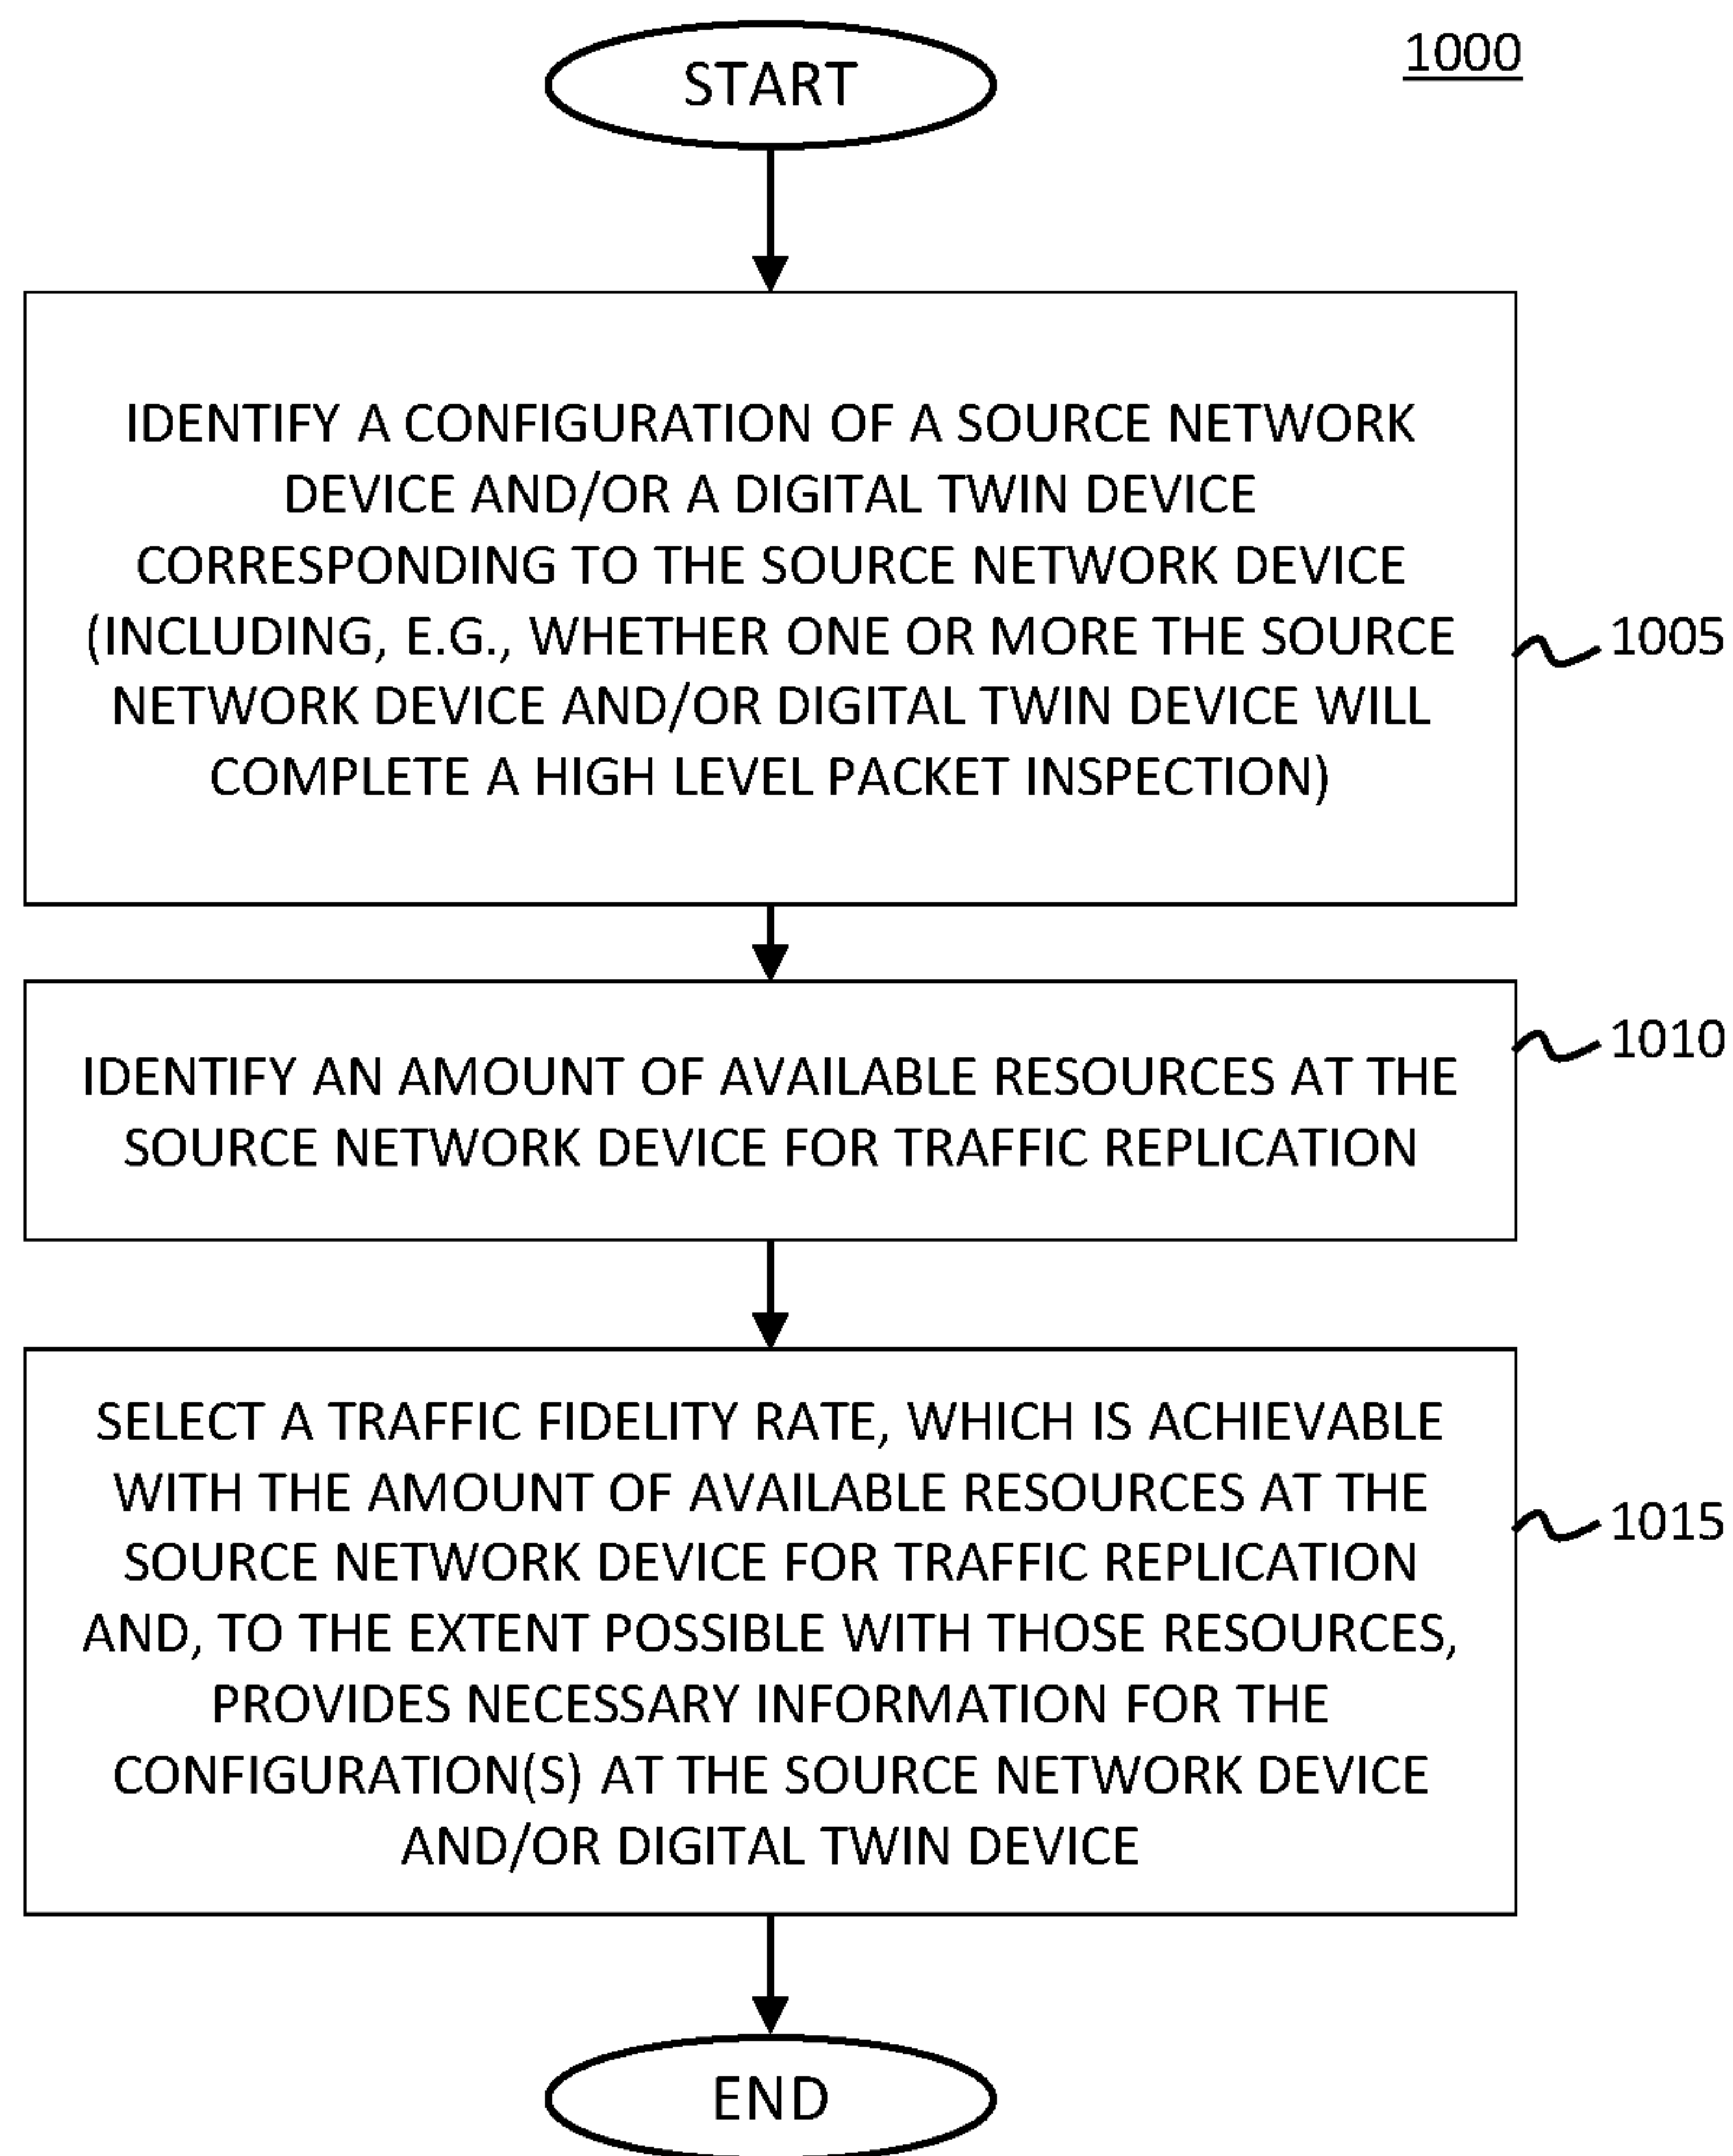 1000
START
IDENTIFY A CONFIGURATION OF A SOURCE NETWORK
DEVICE AND/OR A DIGITAL TWIN DEVICE
CORRESPONDING TO THE SOURCE NETWORK DEVICE
(INCLUDING, E.G., WHETHER ONE OR MORE THE SOURCE
NETWORK DEVICE AND/OR DIGITAL TWIN DEVICE WILL
COMPLETE A HIGH LEVEL PACKET INSPECTION)
1005
IDENTIFY AN AMOUNT OF AVAILABLE RESOURCES AT THE
SOURCE NETWORK DEVICE FOR TRAFFIC REPLICATION
1010
SELECT A TRAFFIC FIDELITY RATE, WHICH IS ACHIEVABLE
WITH THE AMOUNT OF AVAILABLE RESOURCES AT THE
SOURCE NETWORK DEVICE FOR TRAFFIC REPLICATION
AND, TO THE EXTENT POSSIBLE WITH THOSE RESOURCES,
PROVIDES NECESSARY INFORMATION FOR THE
CONFIGURATION(S) AT THE SOURCE NETWORK DEVICE
AND/OR DIGITAL TWIN DEVICE
1015
END